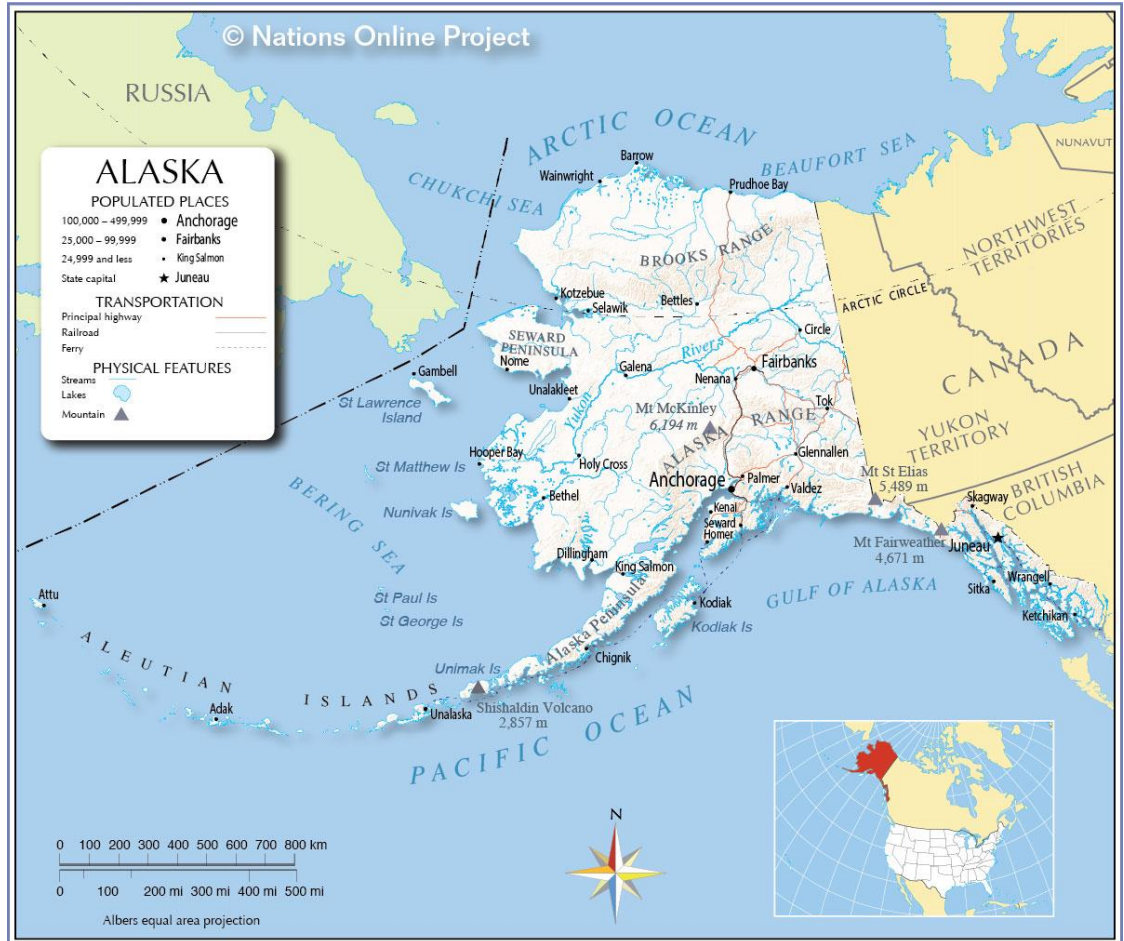 © Nations Online Project
RUSSIA
ARCTIC OCEAN
BEAUFORT SEA
CHUKCHI SEA
NUNAVUT
NORTHWEST
TERRITORIES
ALASKA
POPULATED PLACES
100,000 – 499,999 Anchorage
25,000 – 99,999 Fairbanks
24,999 and less King Salmon
State capital Juneau
TRANSPORTATION
Principal highway
Railroad
Ferry
PHYSICAL FEATURES
Streams
Lakes
Mountain
Barrow
Wainwright
Prudhoe Bay
BROOKS RANGE
Kotzebue
Selawik
Bettles
ARCTIC CIRCLE
Circle
SEWARD
PENINSULA
Nome
Gambell
St Lawrence
Island
Unalakleet
Galena
Yukon
River
Fairbanks
Nenana
Mt McKinley
6,194 m
ALASKA RANGE
Tok
CANADA
YUKON
TERRITORY
BRITISH
COLUMBIA
Hooper Bay
St Matthew Is
Holy Cross
Glennallen
Anchorage
Palmer
Valdez
Mt St Elias
5,489 m
Skagway
Bethel
Nunivak Is
Kenai
Seward
Homer
BERING SEA
Mt Fairweather
4,671 m
Juneau
Dillingham
King Salmon
Sitka
Wrangell
Ketchikan
GULF OF ALASKA
Attu
St Paul Is
St George Is
Kodiak
Kodiak Is
Alaska Peninsula
Chignik
Unimak Is
ALEUTIAN ISLANDS
Adak
Unalaska
Shishaldin Volcano
2,857 m
PACIFIC OCEAN
N
0 100 200 300 400 500 600 700 800 km
0 100 200 mi 300 mi 400 mi 500 mi
Albers equal area projection